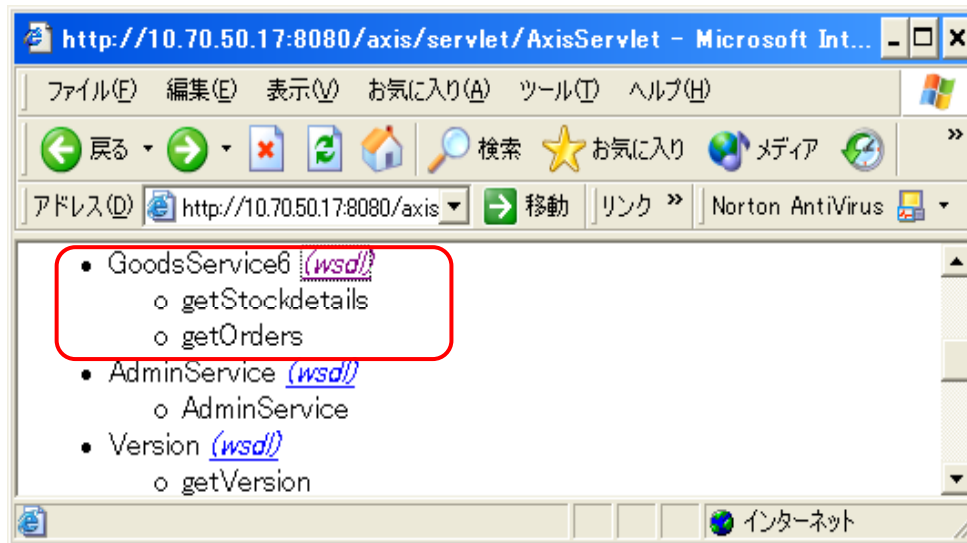 http://10.70.50.17:8080/axis/servlet/AxisServlet - Microsoft Int...
ファイル(F) 編集(E) 表示(V) お気に入り(A) ツール(T) ヘルプ(H)
戻る 検索 お気に入り メディア »
アドレス(D) http://10.70.50.17:8080/axis 移動 リンク » Norton AntiVirus
• GoodsService6 (wsdl)
o getStockdetails
o getOrders
• AdminService (wsdl)
o AdminService
• Version (wsdl)
o getVersion
インターネット